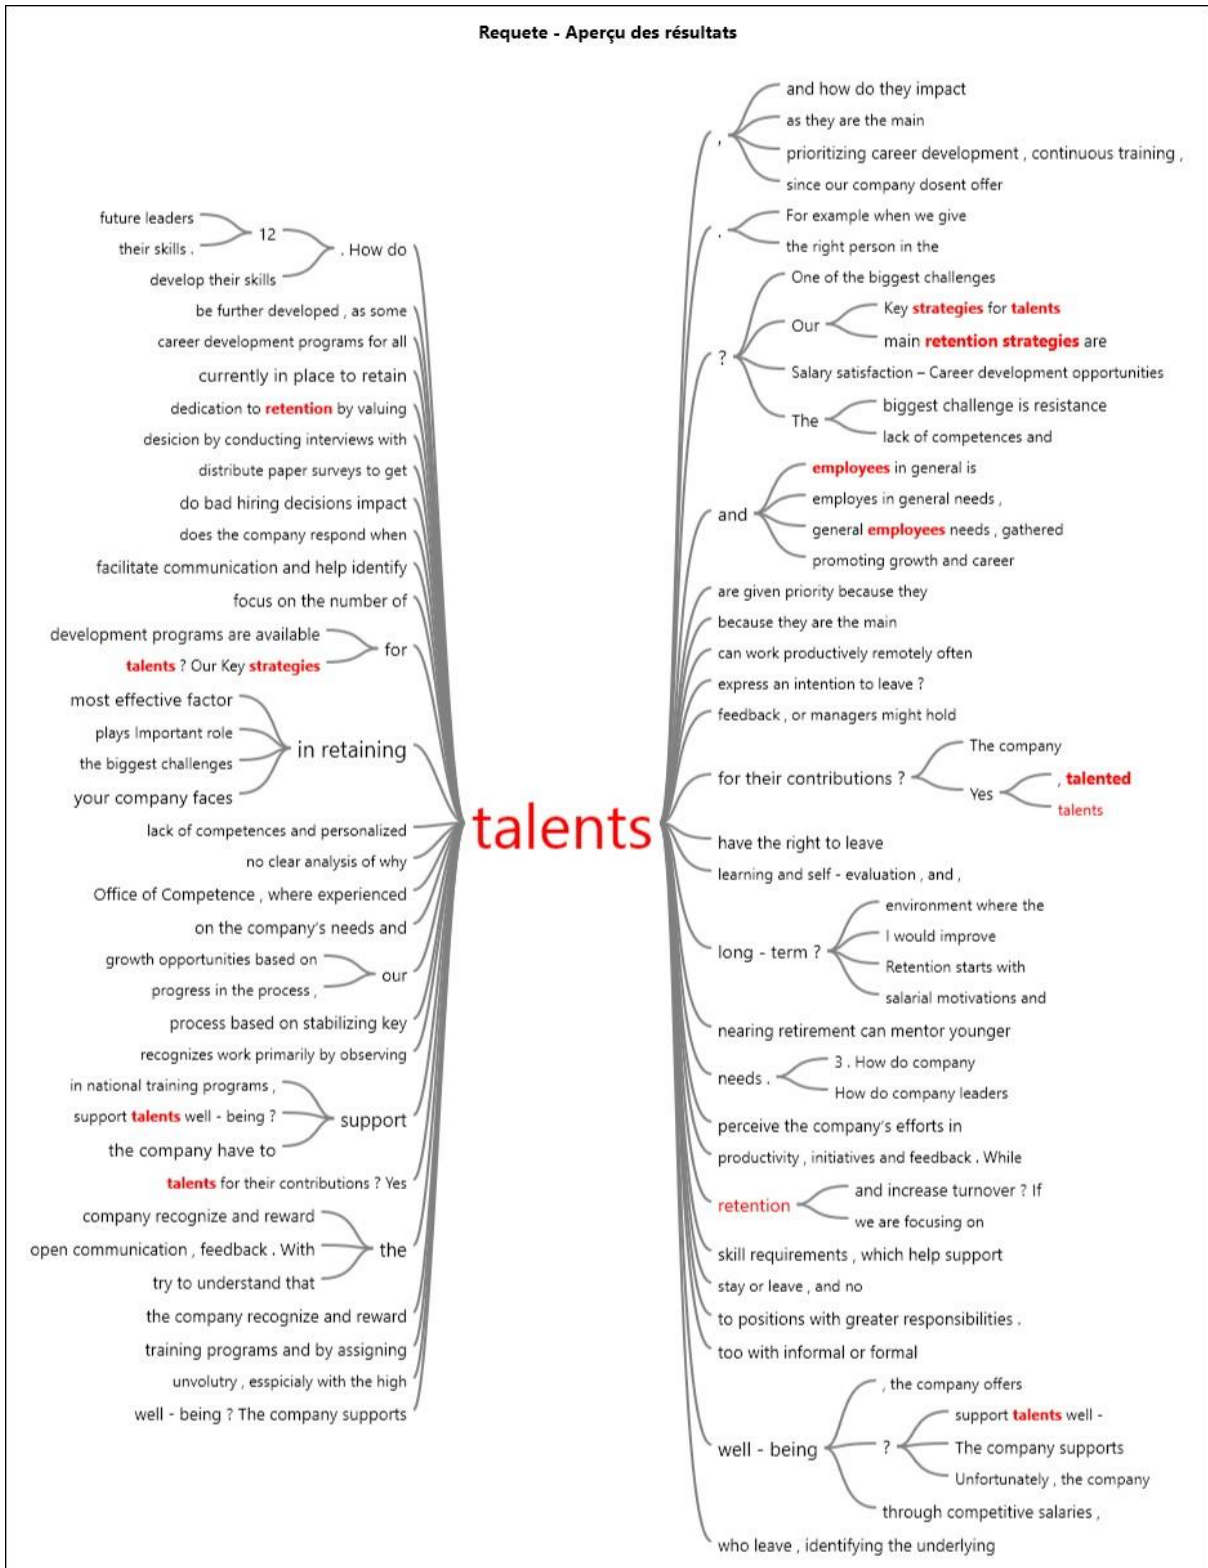 Requete - Aperçu des résultats
future leaders
their skills .
12
develop their skills
. How do
be further developed , as some
career development programs for all
currently in place to retain
dedication to retention by valuing
desicion by conducting interviews with
distribute paper surveys to get
do bad hiring decisions impact
does the company respond when
facilitate communication and help identify
focus on the number of
development programs are available
talents ? Our Key strategies
for
most effective factor
plays Important role
the biggest challenges
your company faces
in retaining
lack of competences and personalized
no clear analysis of why
Office of Competence , where experienced
on the company's needs and
growth opportunities based on
progress in the process ,
our
process based on stabilizing key
recognizes work primarily by observing
in national training programs ,
support talents well - being ?
the company have to
support
talents for their contributions ? Yes
company recognize and reward
open communication , feedback . With
try to understand that
the
the company recognize and reward
training programs and by assigning
unvolutry , esspicialy with the high
well - being ? The company supports
talents
,
and how do they impact
as they are the main
prioritizing career development , continuous training ,
since our company dosent offer
.
For example when we give
the right person in the
?
One of the biggest challenges
Our
Key strategies for talents
main retention strategies are
Salary satisfaction – Career development opportunities
The
biggest challenge is resistance
lack of competences and
and
employees in general is
employes in general needs ,
general employees needs , gathered
promoting growth and career
are given priority because they
because they are the main
can work productively remotely often
express an intention to leave ?
feedback , or managers might hold
for their contributions ?
The company
Yes
, talented
talents
have the right to leave
learning and self - evaluation , and ,
long - term ?
environment where the
I would improve
Retention starts with
salarial motivations and
nearing retirement can mentor younger
needs .
3 . How do company
How do company leaders
perceive the company's efforts in
productivity , initiatives and feedback . While
retention
and increase turnover ? If
we are focusing on
skill requirements , which help support
stay or leave , and no
to positions with greater responsibilities .
too with informal or formal
well - being
, the company offers
?
support talents well -
The company supports
Unfortunately , the company
through competitive salaries ,
who leave , identifying the underlying